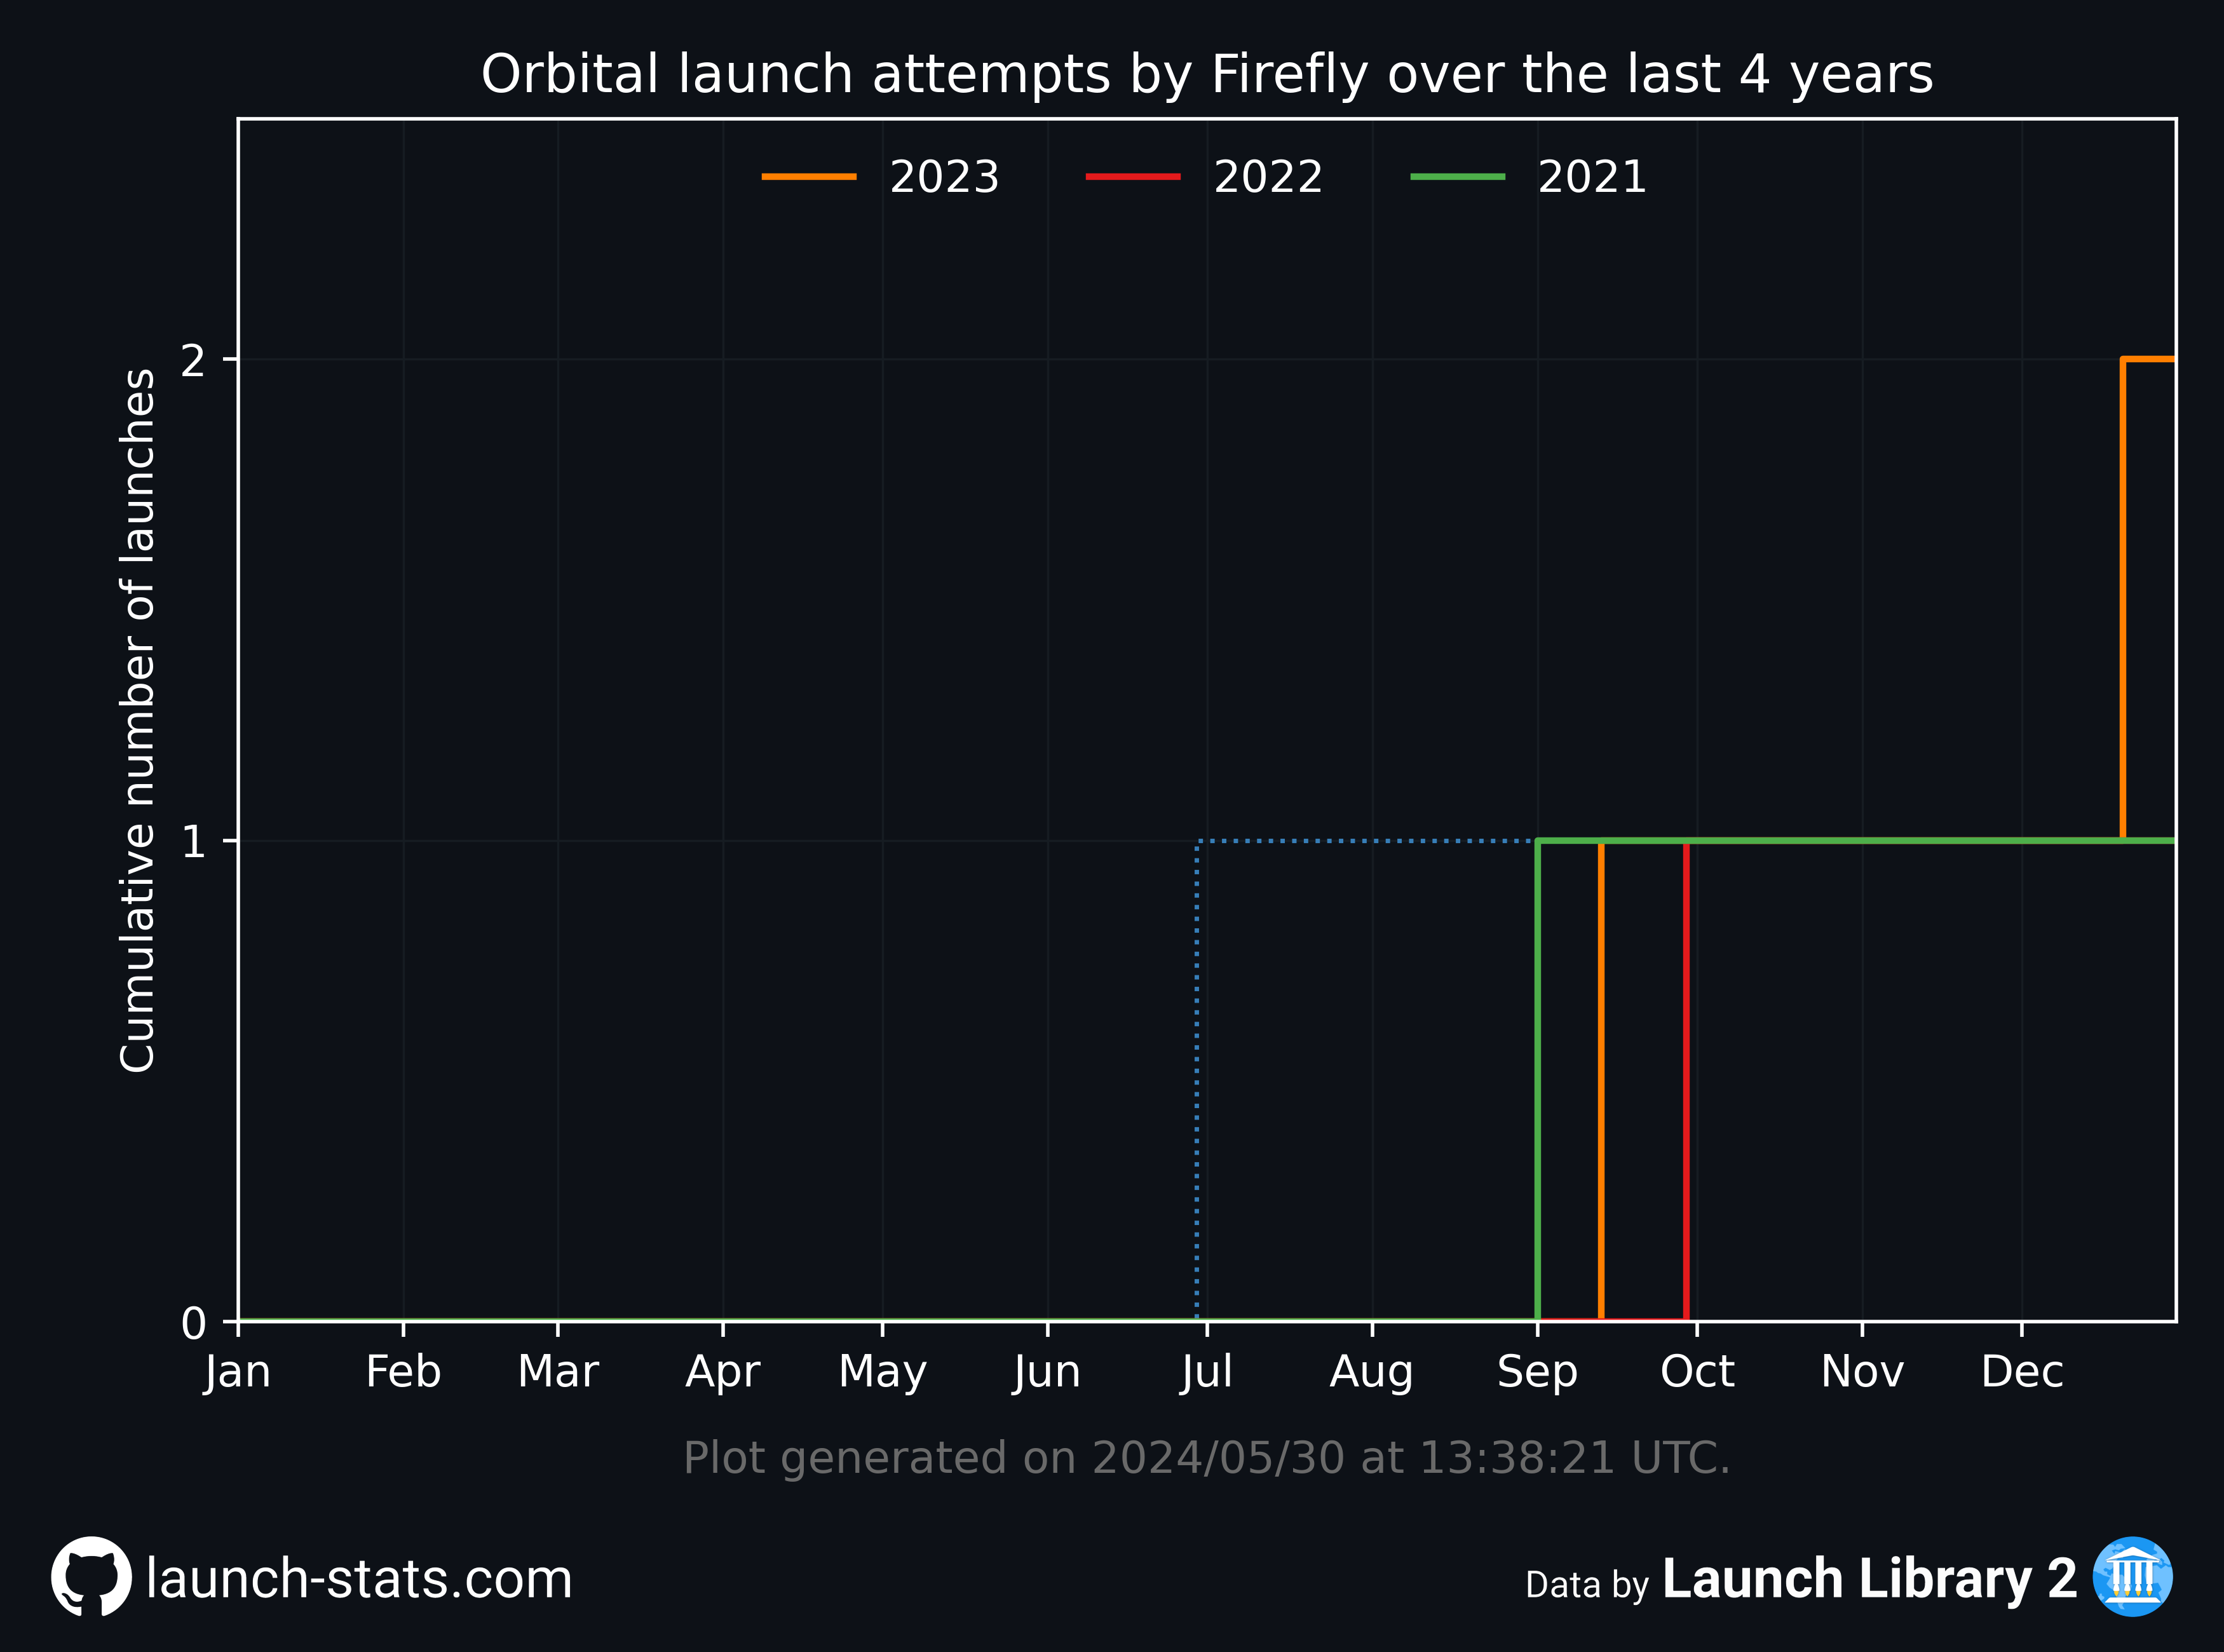 Orbital launch attempts by Firefly over the last 4 years
2023 2022 2021
Cumulative number of launches
2
1
0
Jan Feb Mar Apr May Jun Jul Aug Sep Oct Nov Dec
Plot generated on 2024/05/30 at 13:38:21 UTC.
launch-stats.com
Data by Launch Library 2